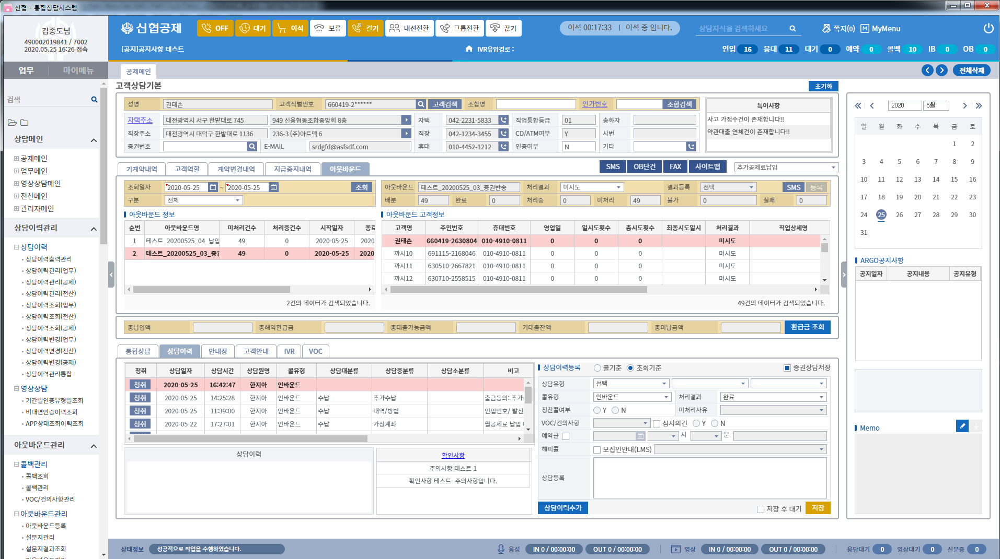 신협 - 통합상담시스템
김종도님
490002019841 / 7002
2020.05.25 16:26 접속
신협공제
OFF 대기 이석 보류 걸기 내선전환 그룹전환 끊기
이석 00:17:33 | 이석 중 입니다.
상담지식을 검색하세요
쪽지(0) MyMenu
[공지]공지사항 테스트
IVR유입경로 :
인입 16 응대 11 대기 0 예약 0 콜백 10 IB 0 OB 0
업무 마이메뉴
공제메인
전체삭제
검색
상담메인
공제메인
업무메인
영상상담메인
전산메인
관리자메인
상담이력관리
상담이력
상담이력출력관리
상담이력관리(업무)
상담이력관리(공제)
상담이력관리(전산)
상담이력조회(업무)
상담이력조회(전산)
상담이력조회(공제)
상담이력변경(업무)
상담이력변경(전산)
상담이력변경(공제)
상담이력관리통합
영상상담
기간별인증유형별조회
비대면인증이력조회
APP상태조회이력조회
아웃바운드관리
콜백관리
콜백조회
콜백관리
VOC/건의사항관리
아웃바운드관리
아웃바운드등록
설문지관리
설문지결과조회
고객상담기본
초기화
성명 권태손 고객식벌번호 660419-2****** 고객검색 조합명 인가번호 조합검색
자택주소 대전광역시 서구 한밭대로 745 949 신용협동조합중앙회 8층 자택 042-2231-5833 직업통합등급 01 송화자
직장주소 대전광역시 대덕구 한밭대로 1136 236-3 (주)아트맥 6 직장 042-1234-3455 CD/ATM여부 Y 사번
증권번호 E-MAIL srdgfd@asfsdf.com 휴대 010-4452-1212 인증여부 N 기타
특이사항
사고 가접수건이 존재합니다!!
약관대출 연체건이 존재합니다!!
기계약내역 고객역할 계약변경내역 지급중지내역 아웃바운드
SMS OB단건 FAX 사이트맵 추가공제료납입
조회일자 2020-05-25 ~ 2020-05-25 조회
구분 전체
아웃바운드 테스트_20200525_03_증권반송 처리결과 미시도 결과등록 선택 SMS 등록
배분 49 완료 0 처리중 0 미처리 49 불가 0 실패 0
아웃바운드 정보
순번 아웃바운드명 미처리건수 처리중건수 시작일자 종료
1 테스트_20200525_04_납입 49 0 2020-05-25 2020
2 테스트_20200525_03_증권 49 0 2020-05-25 2020
2건의 데이터가 검색되었습니다.
아웃바운드 고객정보
고객명 주민번호 휴대번호 영업일 일시도횟수 총시도횟수 최종시도일시 처리결과 직업상세명
권태손 660419-2630804 010-4910-0811 0 0 0 미시도
까시10 691115-2168046 010-4910-0811 0 0 0 미시도
까시11 630510-2667821 010-4910-0811 0 0 0 미시도
까시12 630710-2558515 010-4910-0811 0 0 0 미시도
49건의 데이터가 검색되었습니다.
총납입액 총해약환급금 총대출가능금액 기대출잔액 총미납금액 환급금 조회
통합상담 상담이력 안내장 고객안내 IVR VOC
청취 상담일자 상담시간 상담원명 콜유형 상담대분류 상담중분류 상담소분류 비고
청취 2020-05-25 16:42:47 한지아 인바운드
청취 2020-05-25 14:25:28 한지아 인바운드 수납 추가수납 출금동의: 추가
청취 2020-05-25 11:39:00 한지아 인바운드 수납 내역/방법 인입번호/ 발신
청취 2020-05-22 17:27:01 한지아 인바운드 수납 가상계좌 월공제료 납입
상담이력
확인사항
주의사항 테스트 1
확인사항 테스트- 주의사항입니다.
상담이력등록 콜기준 조회기준 증권상담저장
상담유형 선택
콜유형 인바운드 처리결과 완료
칭찬콜여부 Y N 미처리사유
VOC/건의사항 심사의견 Y N
예약콜 시 분
해피콜 모집인안내(LMS)
상담등록
상담이력추가 저장 후 대기 저장
2020 5월
일 월 화 수 목 금 토
1 2
3 4 5 6 7 8 9
10 11 12 13 14 15 16
17 18 19 20 21 22 23
24 25 26 27 28 29 30
31
ARGO공지사항
공지일자 공지내용 공지유형
Memo
상태정보 성공적으로 작업을 수행하였습니다.
음성 IN 0 / 00:00:00 OUT 0 / 00:00:00 영상 IN 0 / 00:00:00 OUT 0 / 00:00:00 응답대기 0 영상대기 0 신분증 0